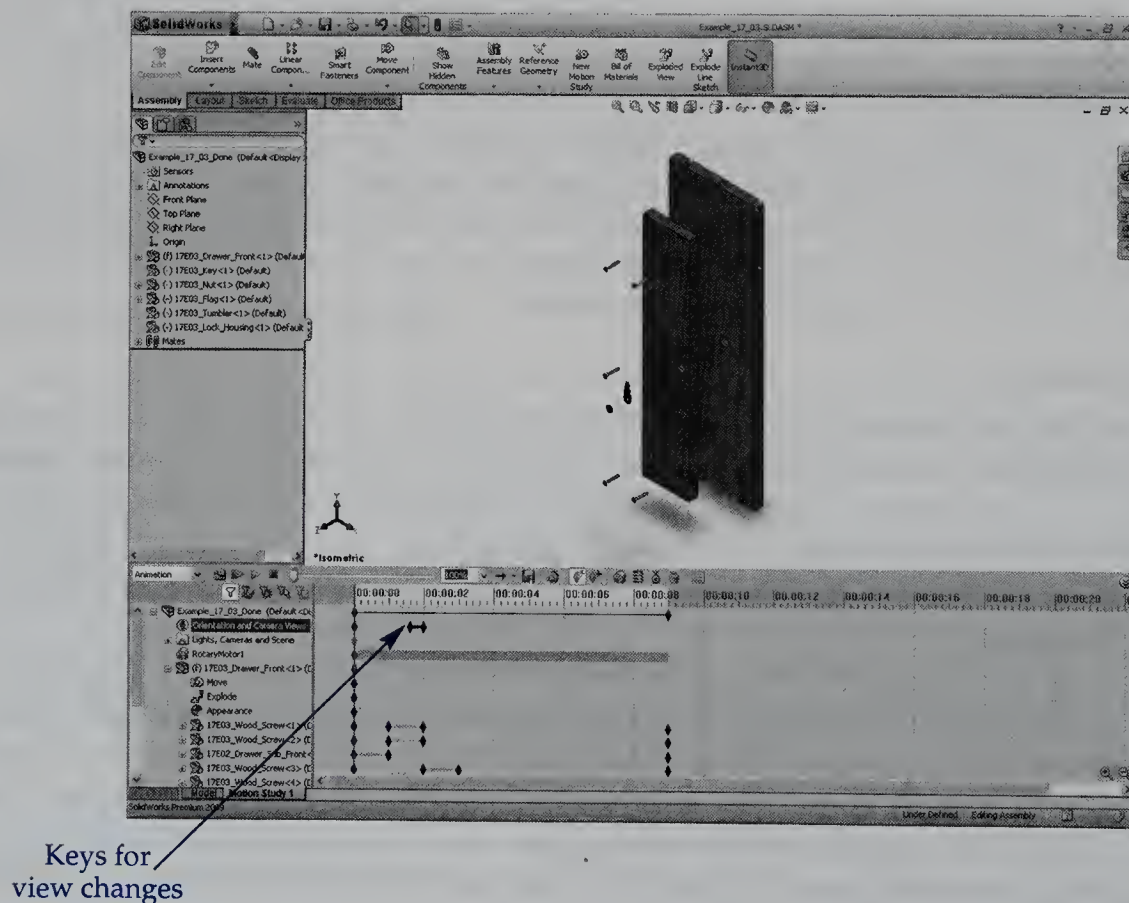 SolidWorks
Example_17_03.SLDASM *
Edit Component
Insert Components
Mate
Linear Compon...
Smart Fasteners
Move Component
Show Hidden Components
Assembly Features
Reference Geometry
New Motion Study
Bill of Materials
Exploded View
Explode Line Sketch
Instant3D
Assembly Layout Sketch Evaluate Office Products
Example_17_03_Done (Default<Display
Sensors
Annotations
Front Plane
Top Plane
Right Plane
Origin
(f) 17E03_Drawer_Front<1> (Defaul
(-) 17E03_Key<1> (Default)
(-) 17E03_Nut<1> (Default)
(-) 17E03_Flag<1> (Default)
(-) 17E03_Tumbler<1> (Default)
(-) 17E03_Lock_Housing<1> (Default
Mates
Y
*Isometric
Animation
100%
00:00:00 00:00:02 00:00:04 00:00:06 00:00:08 00:00:10 00:00:12 00:00:14 00:00:16 00:00:18 00:00:20
Example_17_03_Done (Default<Di
Orientation and Camera Views
Lights, Cameras and Scene
RotaryMotor1
(f) 17E03_Drawer_Front<1> (D
Move
Explode
Appearance
17E03_Wood_Screw<1> (D
17E03_Wood_Screw<2> (D
17E02_Drawer_Sub_Front<
17E03_Wood_Screw<3> (D
17E03_Wood_Screw<4> (D
Model Motion Study 1
SolidWorks Premium 2009
Under Defined Editing Assembly
Keys for
view changes